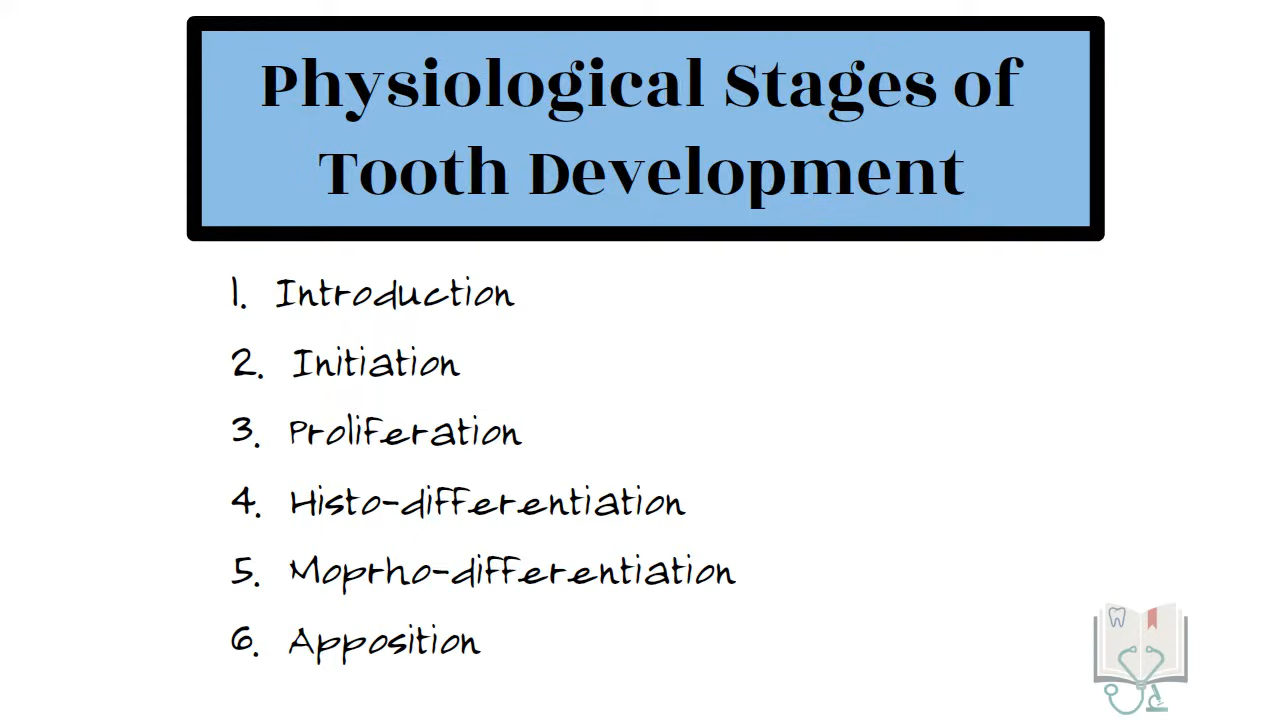 Physiological Stages of
Tooth Development
1. Introduction
2. Initiation
3. Proliferation
4. Histo-differentiation
5. Moprho-differentiation
6. Apposition